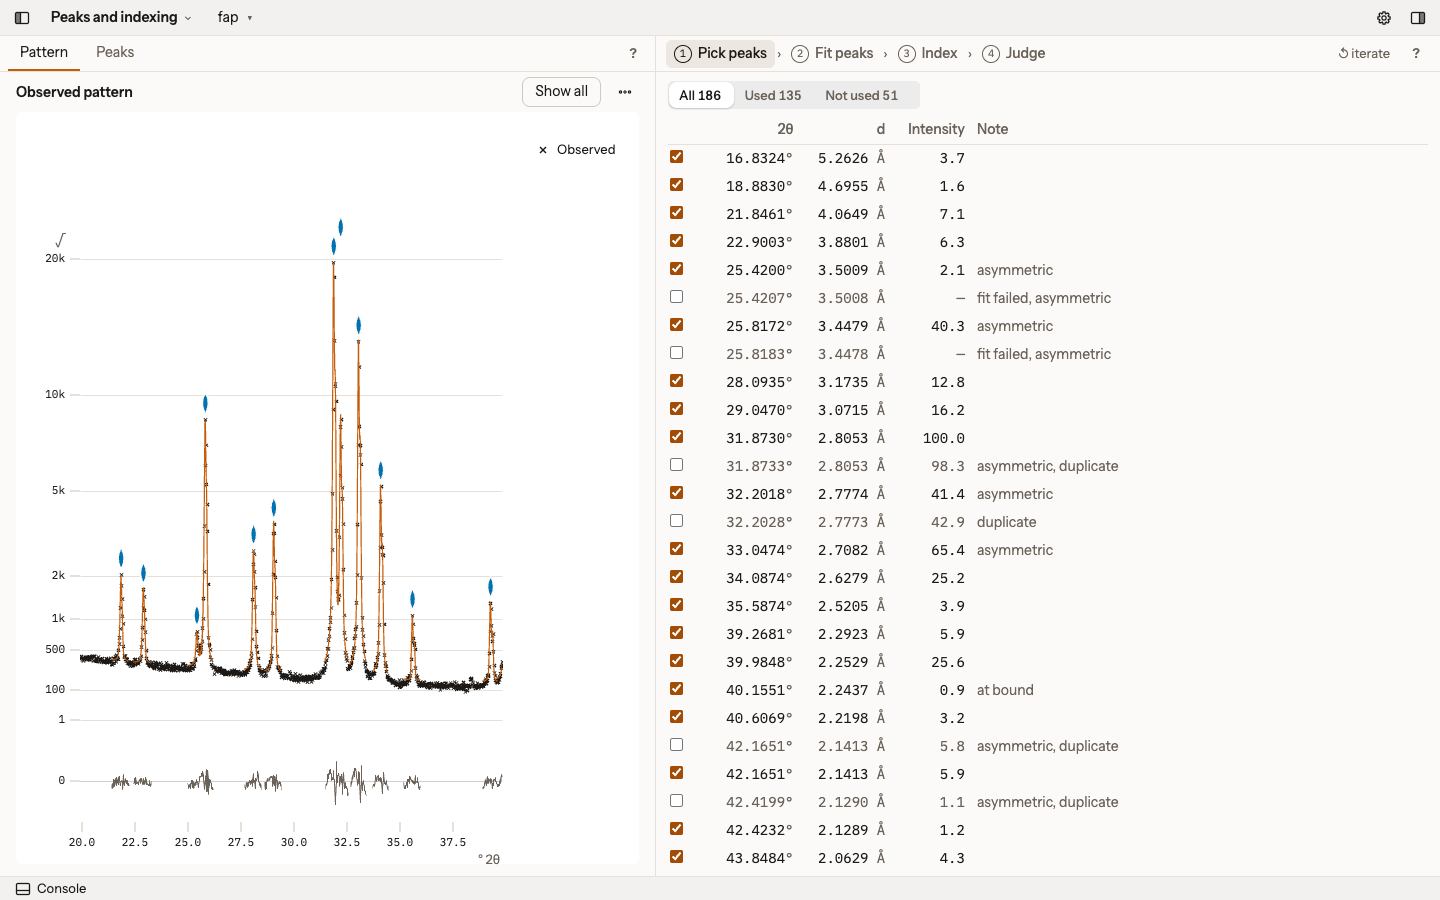 Peaks and indexing fap
Pattern Peaks ?
1 Pick peaks › 2 Fit peaks › 3 Index › 4 Judge iterate ?
Observed pattern Show all •••
× Observed
√
20k
10k
5k
2k
1k
500
100
1
0
20.0 22.5 25.0 27.5 30.0 32.5 35.0 37.5
°2θ
All 186 Used 135 Not used 51
2θ d Intensity Note
16.8324° 5.2626 Å 3.7
18.8830° 4.6955 Å 1.6
21.8461° 4.0649 Å 7.1
22.9003° 3.8801 Å 6.3
25.4200° 3.5009 Å 2.1 asymmetric
25.4207° 3.5008 Å — fit failed, asymmetric
25.8172° 3.4479 Å 40.3 asymmetric
25.8183° 3.4478 Å — fit failed, asymmetric
28.0935° 3.1735 Å 12.8
29.0470° 3.0715 Å 16.2
31.8730° 2.8053 Å 100.0
31.8733° 2.8053 Å 98.3 asymmetric, duplicate
32.2018° 2.7774 Å 41.4 asymmetric
32.2028° 2.7773 Å 42.9 duplicate
33.0474° 2.7082 Å 65.4 asymmetric
34.0874° 2.6279 Å 25.2
35.5874° 2.5205 Å 3.9
39.2681° 2.2923 Å 5.9
39.9848° 2.2529 Å 25.6
40.1551° 2.2437 Å 0.9 at bound
40.6069° 2.2198 Å 3.2
42.1651° 2.1413 Å 5.8 asymmetric, duplicate
42.1651° 2.1413 Å 5.9
42.4199° 2.1290 Å 1.1 asymmetric, duplicate
42.4232° 2.1289 Å 1.2
43.8484° 2.0629 Å 4.3
Console